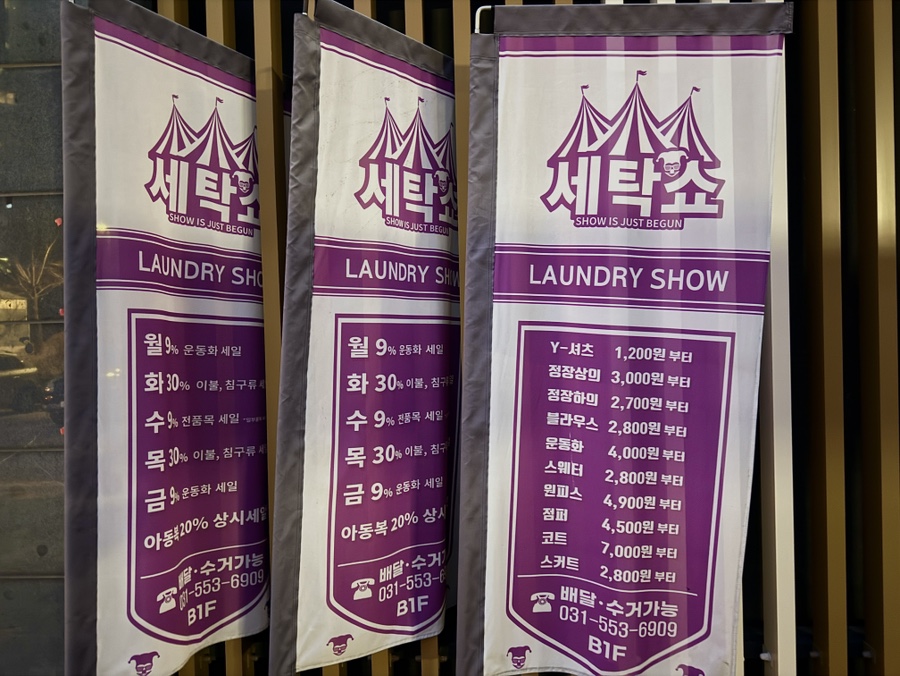 세탁쇼
SHOW IS JUST BEGUN
LAUNDRY SHO
월 9% 운동화 세일
화 30% 이불, 침구류
수 9% 전품목 세일
목 30% 이불, 침구류
금 9% 운동화 세일
아동복 20% 상시세일
배달·수거가능
031-553-6909
B1F
세탁쇼
SHOW IS JUST BEGUN
LAUNDRY SHOW
월 9% 운동화 세일
화 30% 이불, 침구
수 9% 전품목 세일
목 30% 이불, 침구
금 9% 운동화 세일
아동복 20% 상시
배달·수거
031-553-6
B1F
세탁쇼
SHOW IS JUST BEGUN
LAUNDRY SHOW
Y-셔츠 1,200원 부터
정장상의 3,000원 부터
정장하의 2,700원 부터
블라우스 2,800원 부터
운동화 4,000원 부터
스웨터 2,800원 부터
원피스 4,900원 부터
점퍼 4,500원 부터
코트 7,000원 부터
스커트 2,800원 부터
배달·수거가능
031-553-6909
B1F